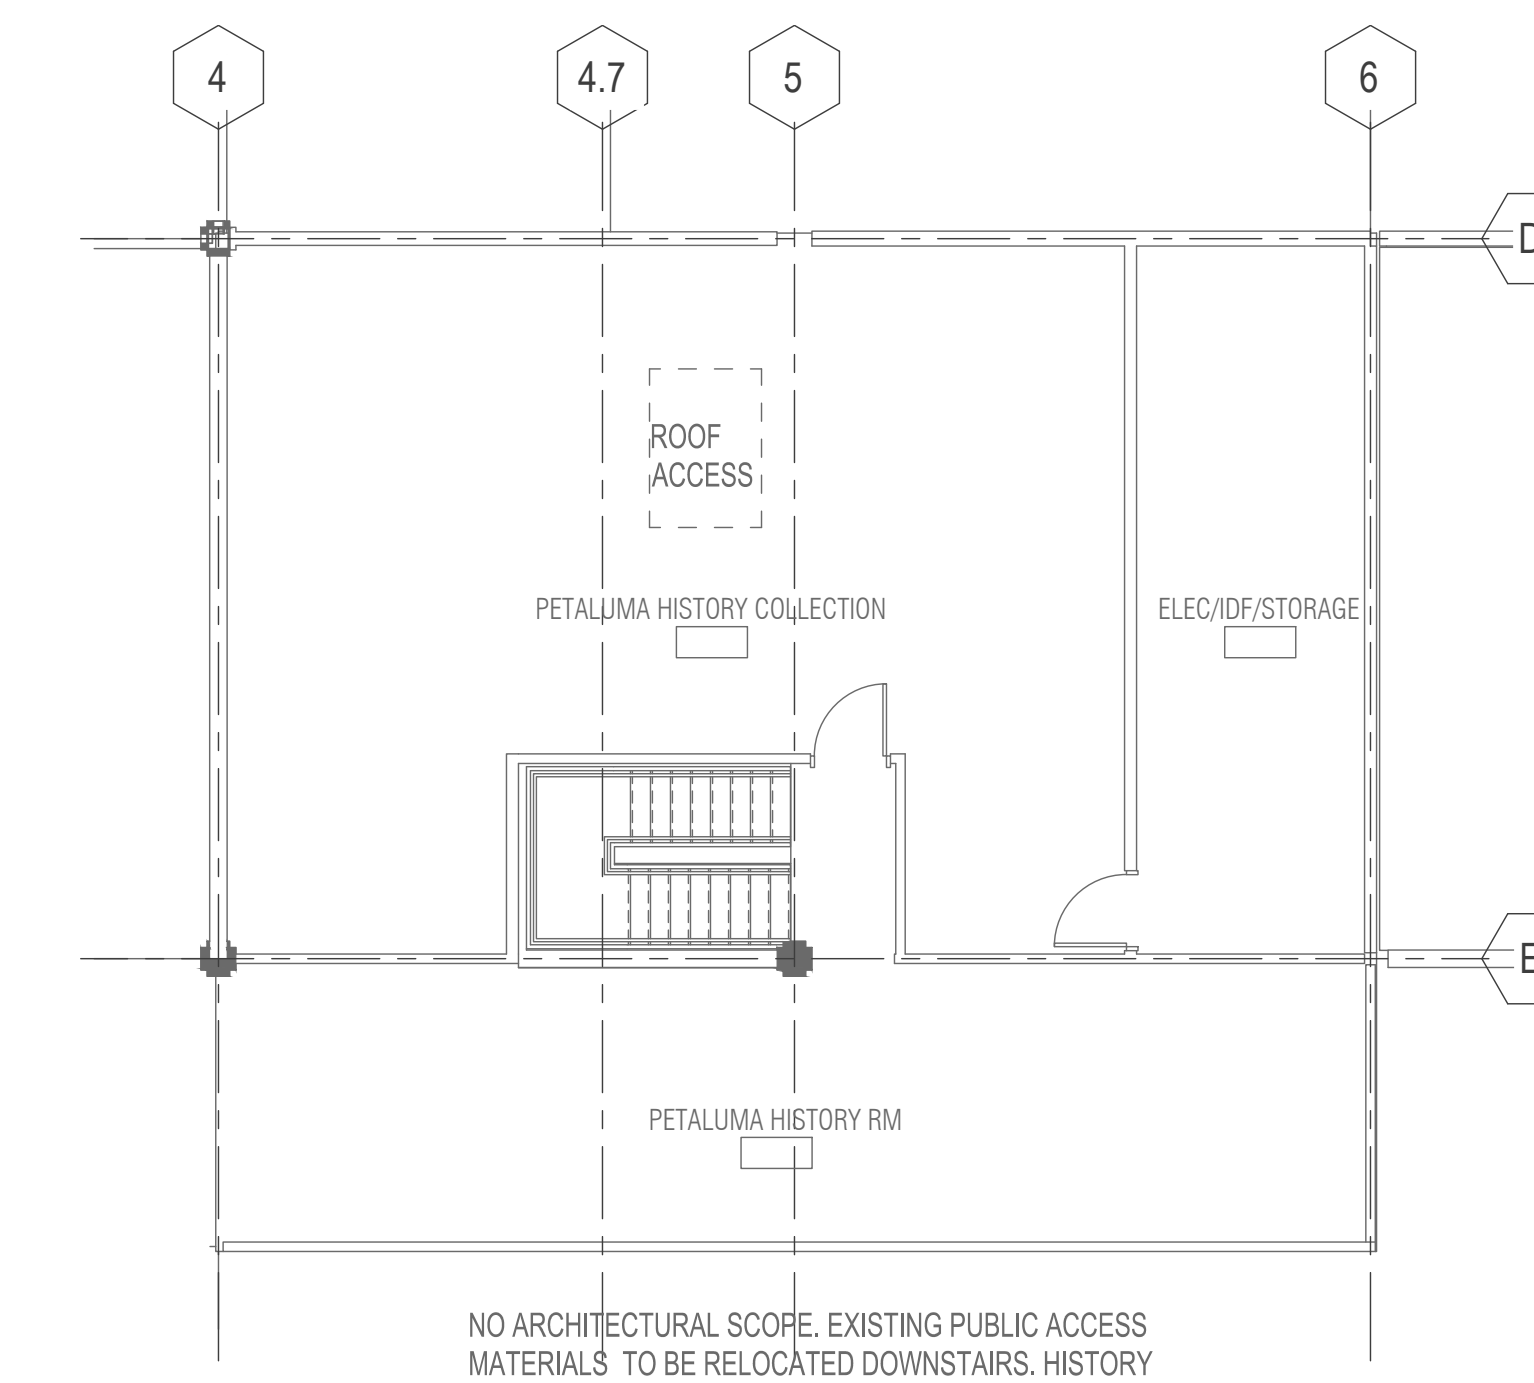 4
4.7
5
6
D
ROOF
ACCESS
PETALUMA HISTORY COLLECTION
ELEC/IDF/STORAGE
PETALUMA HISTORY RM
NO ARCHITECTURAL SCOPE. EXISTING PUBLIC ACCESS
MATERIALS TO BE RELOCATED DOWNSTAIRS. HISTORY